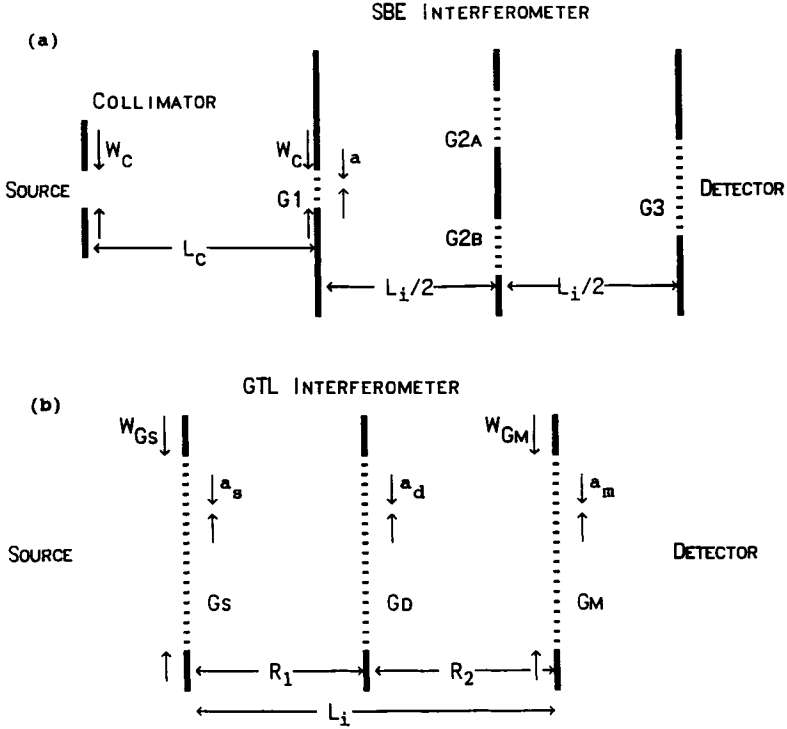 SBE INTERFEROMETER
(a)
COLLIMATOR
W_C
W_C
a
G2A
SOURCE
G1
DETECTOR
G3
G2B
L_C
L_i/2
L_i/2
GTL INTERFEROMETER
(b)
W_GS
W_GM
a_s
a_d
a_m
SOURCE
DETECTOR
GS
GD
GM
R_1
R_2
L_i